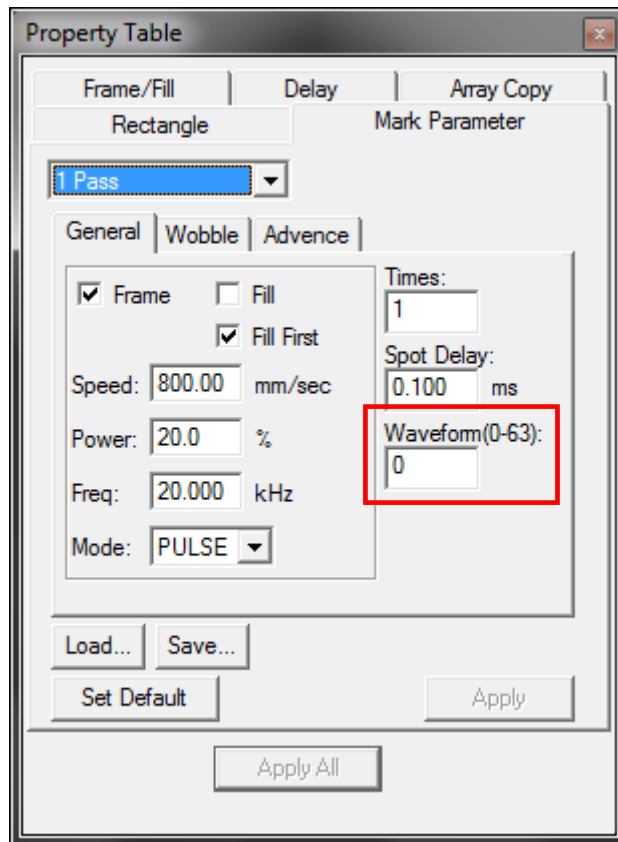 Property Table
Frame/Fill Delay Array Copy
Rectangle Mark Parameter
1 Pass
General Wobble Advence
Frame Fill
Fill First
Speed: 800.00 mm/sec
Power: 20.0 %
Freq: 20.000 kHz
Mode: PULSE
Times:
1
Spot Delay:
0.100 ms
Waveform(0-63):
0
Load... Save...
Set Default Apply
Apply All